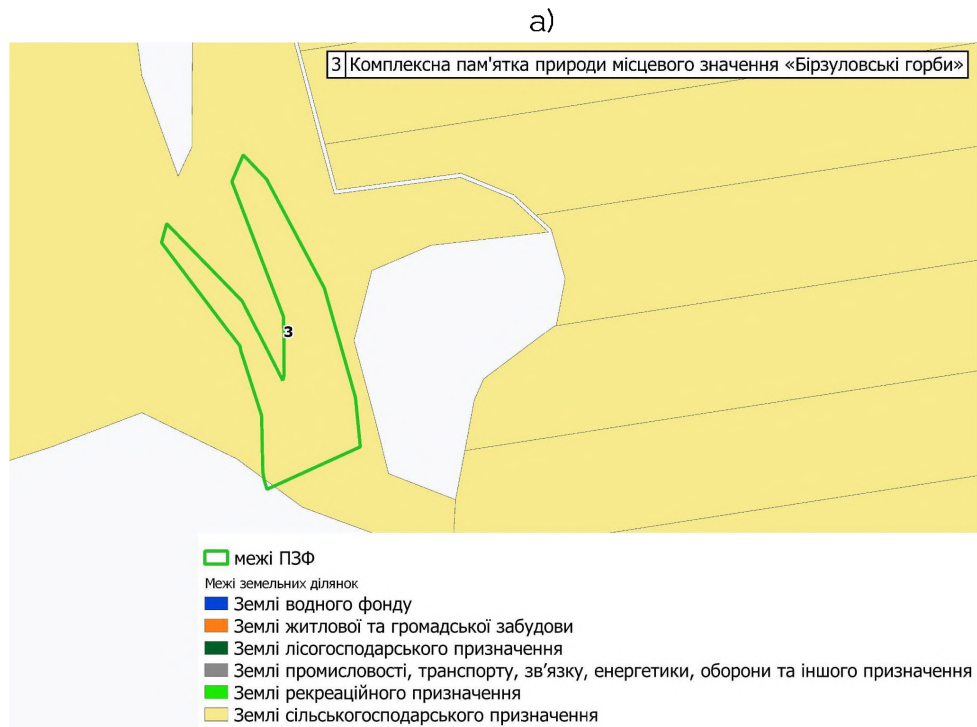 а)
3 Комплексна пам'ятка природи місцевого значення «Бірзуловські горби»
3
межі ПЗФ
Межі земельних ділянок
Землі водного фонду
Землі житлової та громадської забудови
Землі лісогосподарського призначення
Землі промисловості, транспорту, зв’язку, енергетики, оборони та іншого призначення
Землі рекреаційного призначення
Землі сільськогосподарського призначення